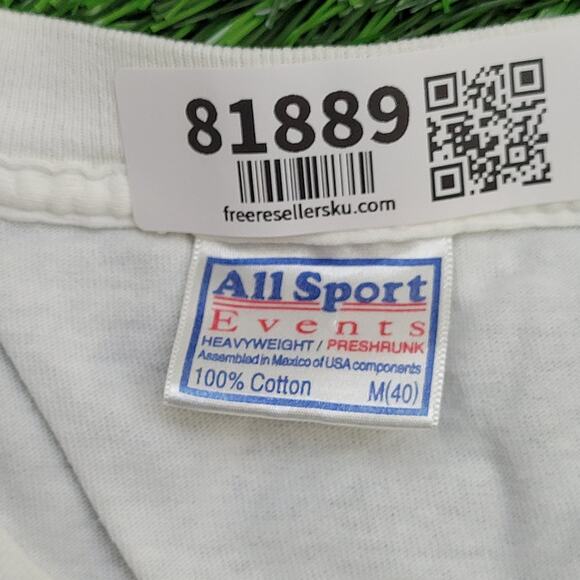 81889
freeresellersku.com
All Sport
Events
HEAVYWEIGHT / PRESHRUNK
Assembled in Mexico of USA components
100% Cotton M(40)